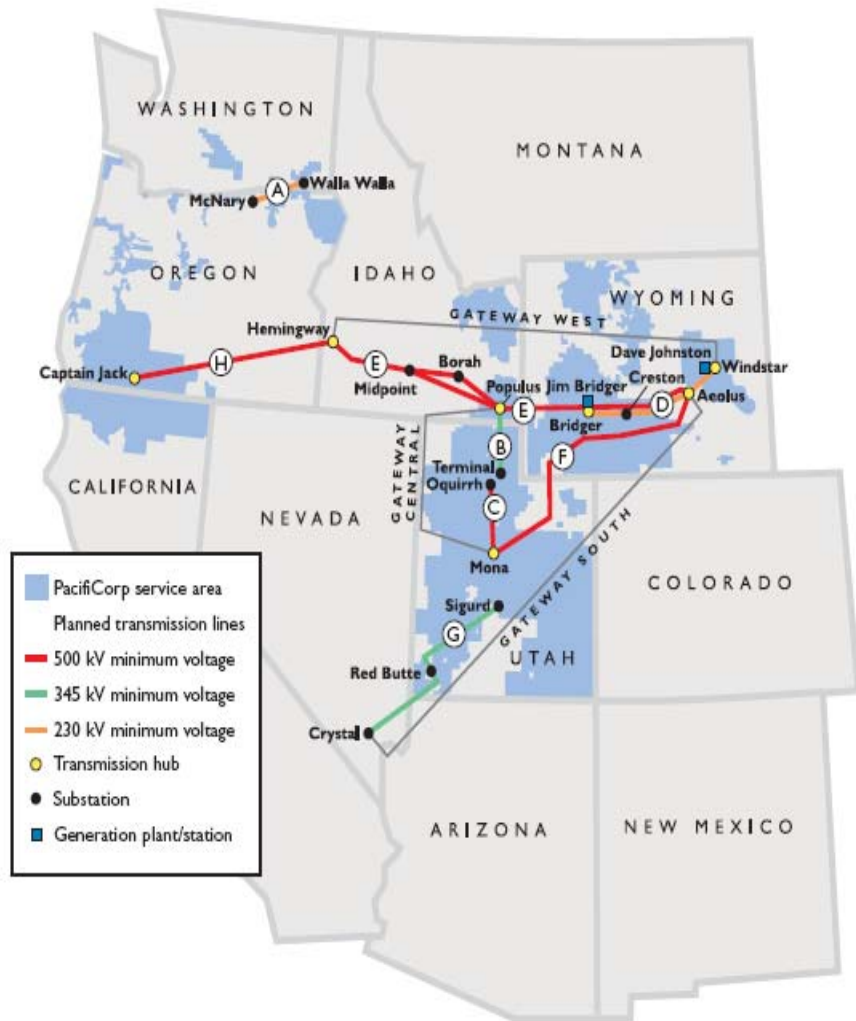 WASHINGTON
MONTANA
A
Walla Walla
McNary
OREGON
IDAHO
WYOMING
GATEWAY WEST
Hemingway
Dave Johnston
Windstar
Captain Jack
H
E
Borah
Midpoint
Populus
Jim Bridger
Creston
E
D
Aeolus
Bridger
B
F
Terminal
Oquirrh
GATEWAY CENTRAL
C
CALIFORNIA
NEVADA
Mona
GATEWAY SOUTH
COLORADO
Sigurd
G
UTAH
Red Butte
Crystal
ARIZONA
NEW MEXICO
PacifiCorp service area
Planned transmission lines
500 kV minimum voltage
345 kV minimum voltage
230 kV minimum voltage
Transmission hub
Substation
Generation plant/station